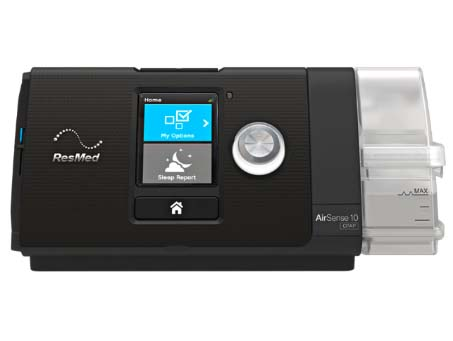 Home
My Options
Sleep Report
ResMed
MAX
AirSense 10
CPAP